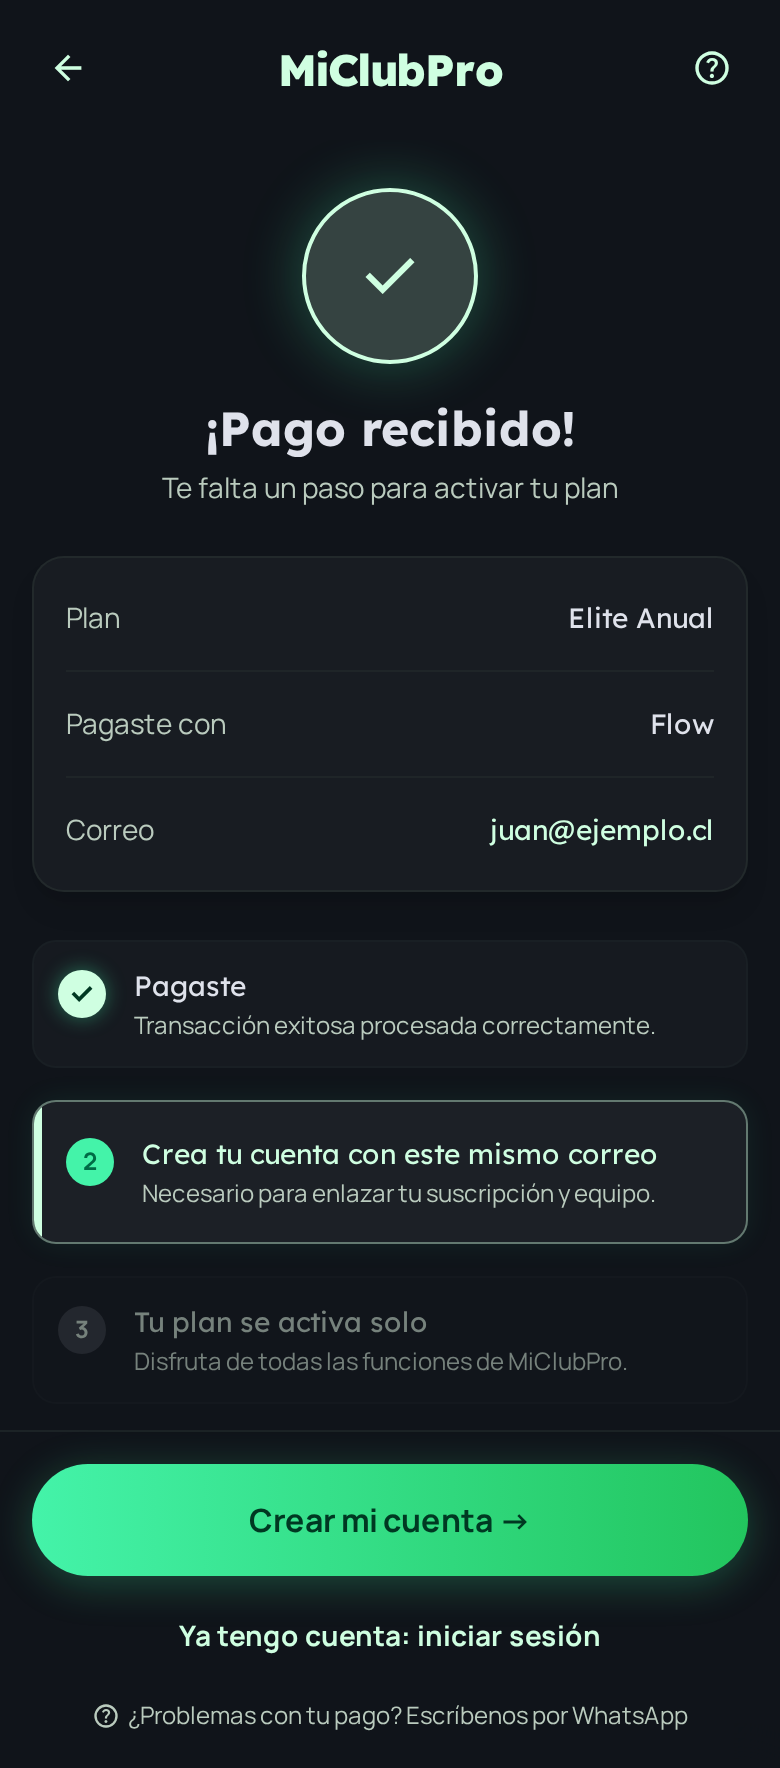 MiClubPro
¡Pago recibido!
Te falta un paso para activar tu plan
Plan
Elite Anual
Pagaste con
Flow
Correo
juan@ejemplo.cl
Pagaste
Transacción exitosa procesada correctamente.
2
Crea tu cuenta con este mismo correo
Necesario para enlazar tu suscripción y equipo.
3
Tu plan se activa solo
Disfruta de todas las funciones de MiClubPro.
Crear mi cuenta →
Ya tengo cuenta: iniciar sesión
¿Problemas con tu pago? Escríbenos por WhatsApp